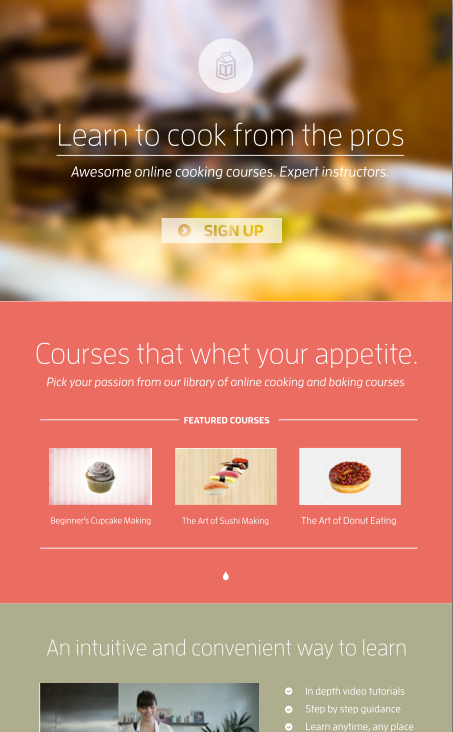 Learn to cook from the pros
Awesome online cooking courses. Expert instructors.
SIGN UP
Courses that whet your appetite.
Pick your passion from our library of online cooking and baking courses
FEATURED COURSES
Beginner's Cupcake Making
The Art of Sushi Making
The Art of Donut Eating
An intuitive and convenient way to learn
In depth video tutorials
Step by step guidance
Learn anytime, any place